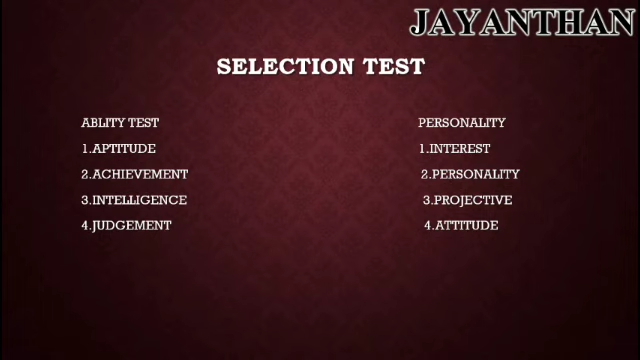 JAYANTHAN
SELECTION TEST
ABLITY TEST
1.APTITUDE
2.ACHIEVEMENT
3.INTELLIGENCE
4.JUDGEMENT
PERSONALITY
1.INTEREST
2.PERSONALITY
3.PROJECTIVE
4.ATTITUDE